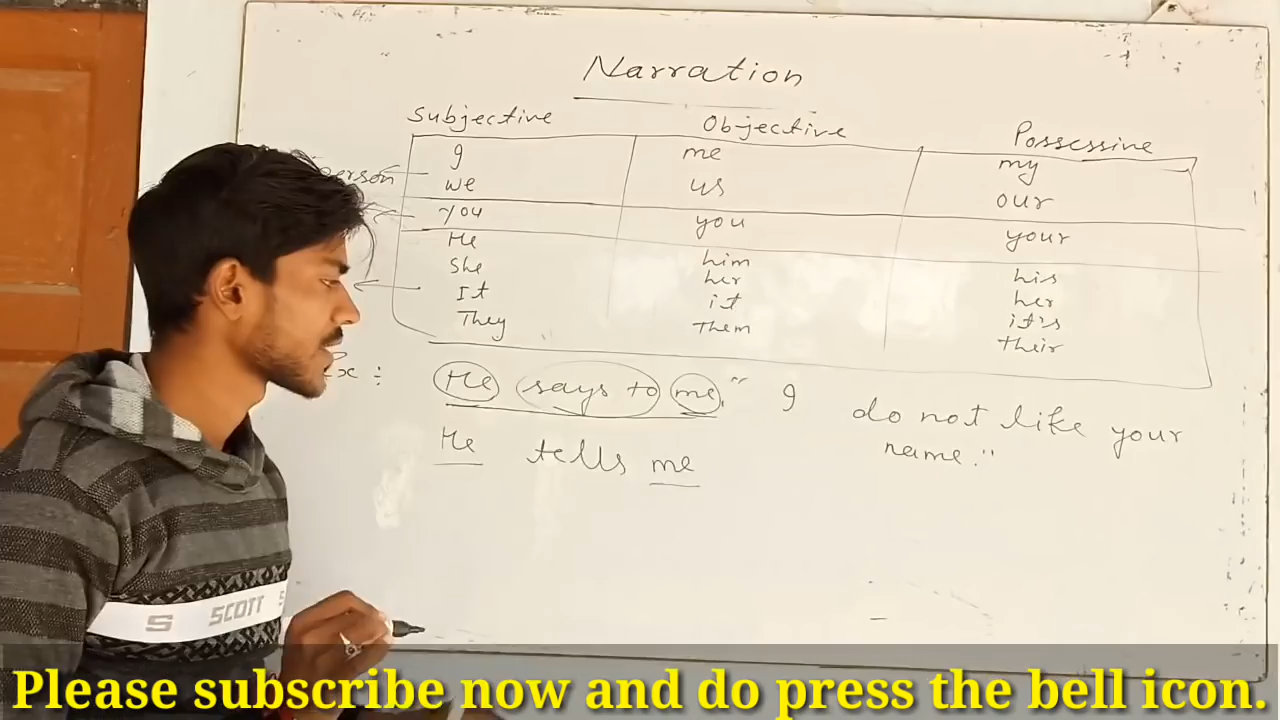 Narration
Subjective Objective Possessive
I me my
we us our
you you your
He him his
She her her
It it it's
They Them their
person
Ex ÷ He says to me," I do not like your
name."
He tells me
S SCOTT S
Please subscribe now and do press the bell icon.